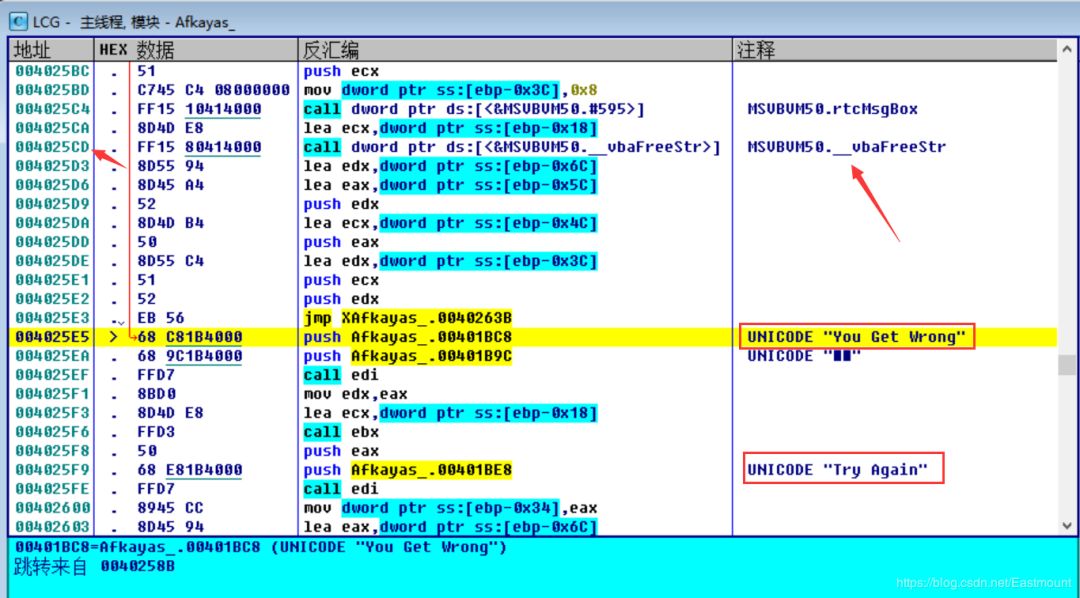 LCG - 主线程, 模块 - Afkayas_
地址 HEX 数据 反汇编 注释
004025BC . 51 push ecx
004025BD . C745 C4 08000000 mov dword ptr ss:[ebp-0x3C],0x8
004025C4 . FF15 10414000 call dword ptr ds:[<&MSVBVM50.#595>] MSVBVM50.rtcMsgBox
004025CA . 8D4D E8 lea ecx,dword ptr ss:[ebp-0x18]
004025CD . FF15 80414000 call dword ptr ds:[<&MSVBVM50.__vbaFreeStr>] MSVBVM50.__vbaFreeStr
004025D3 . 8D55 94 lea edx,dword ptr ss:[ebp-0x6C]
004025D6 . 8D45 A4 lea eax,dword ptr ss:[ebp-0x5C]
004025D9 . 52 push edx
004025DA . 8D4D B4 lea ecx,dword ptr ss:[ebp-0x4C]
004025DD . 50 push eax
004025DE . 8D55 C4 lea edx,dword ptr ss:[ebp-0x3C]
004025E1 . 51 push ecx
004025E2 . 52 push edx
004025E3 . EB 56 jmp XAfkayas_.0040263B
004025E5 > 68 C81B4000 push Afkayas_.00401BC8 UNICODE "You Get Wrong"
004025EA . 68 9C1B4000 push Afkayas_.00401B9C UNICODE "■■"
004025EF . FFD7 call edi
004025F1 . 8BD0 mov edx,eax
004025F3 . 8D4D E8 lea ecx,dword ptr ss:[ebp-0x18]
004025F6 . FFD3 call ebx
004025F8 . 50 push eax
004025F9 . 68 E81B4000 push Afkayas_.00401BE8 UNICODE "Try Again"
004025FE . FFD7 call edi
00402600 . 8945 CC mov dword ptr ss:[ebp-0x34],eax
00402603 . 8D45 94 lea eax,dword ptr ss:[ebp-0x6C]
00401BC8=Afkayas_.00401BC8 (UNICODE "You Get Wrong")
跳转来自 0040258B
https://blog.csdn.net/Eastmount